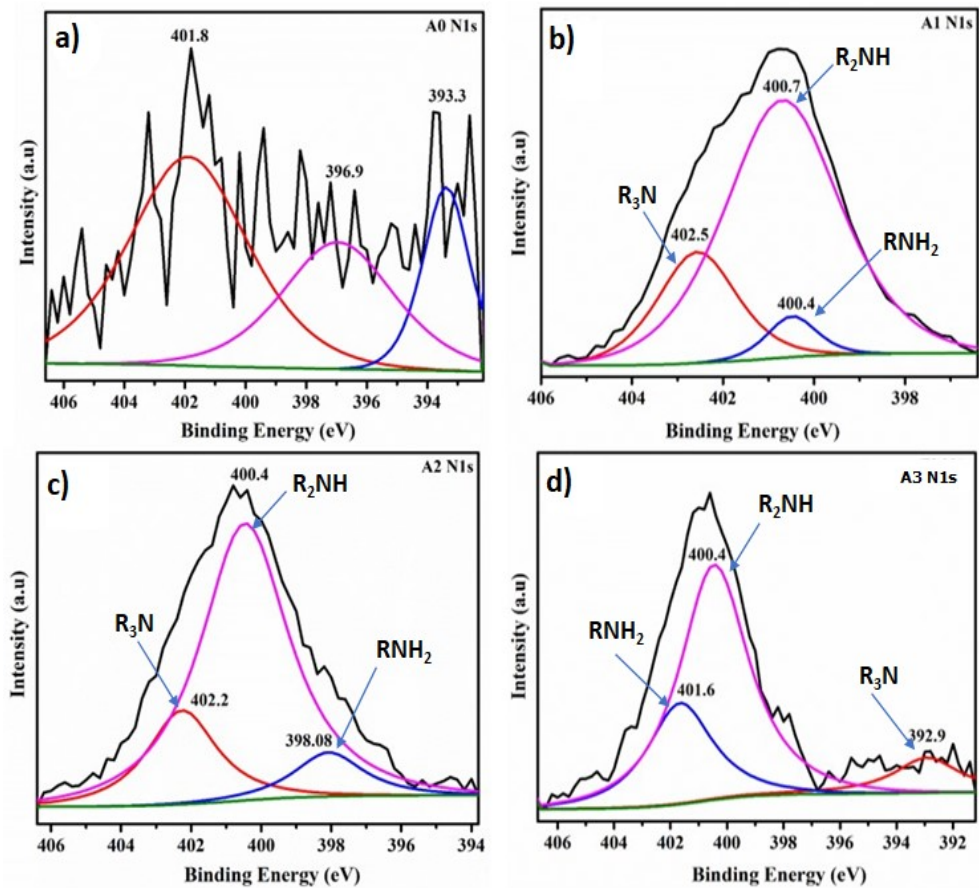 a)
A0 N1s
401.8
396.9
393.3
Intensity (a.u)
406 404 402 400 398 396 394
Binding Energy (eV)
b)
A1 N1s
R2NH
400.7
R3N
402.5
RNH2
400.4
Intensity (a.u)
406 404 402 400 398
Binding Energy (eV)
c)
A2 N1s
400.4
R2NH
R3N
402.2
RNH2
398.08
Intensity (a.u)
406 404 402 400 398 396 394
Binding Energy (eV)
d)
A3 N1s
R2NH
400.4
RNH2
401.6
R3N
392.9
Intensity (a.u)
406 404 402 400 398 396 394 392
Binding Energy (eV)